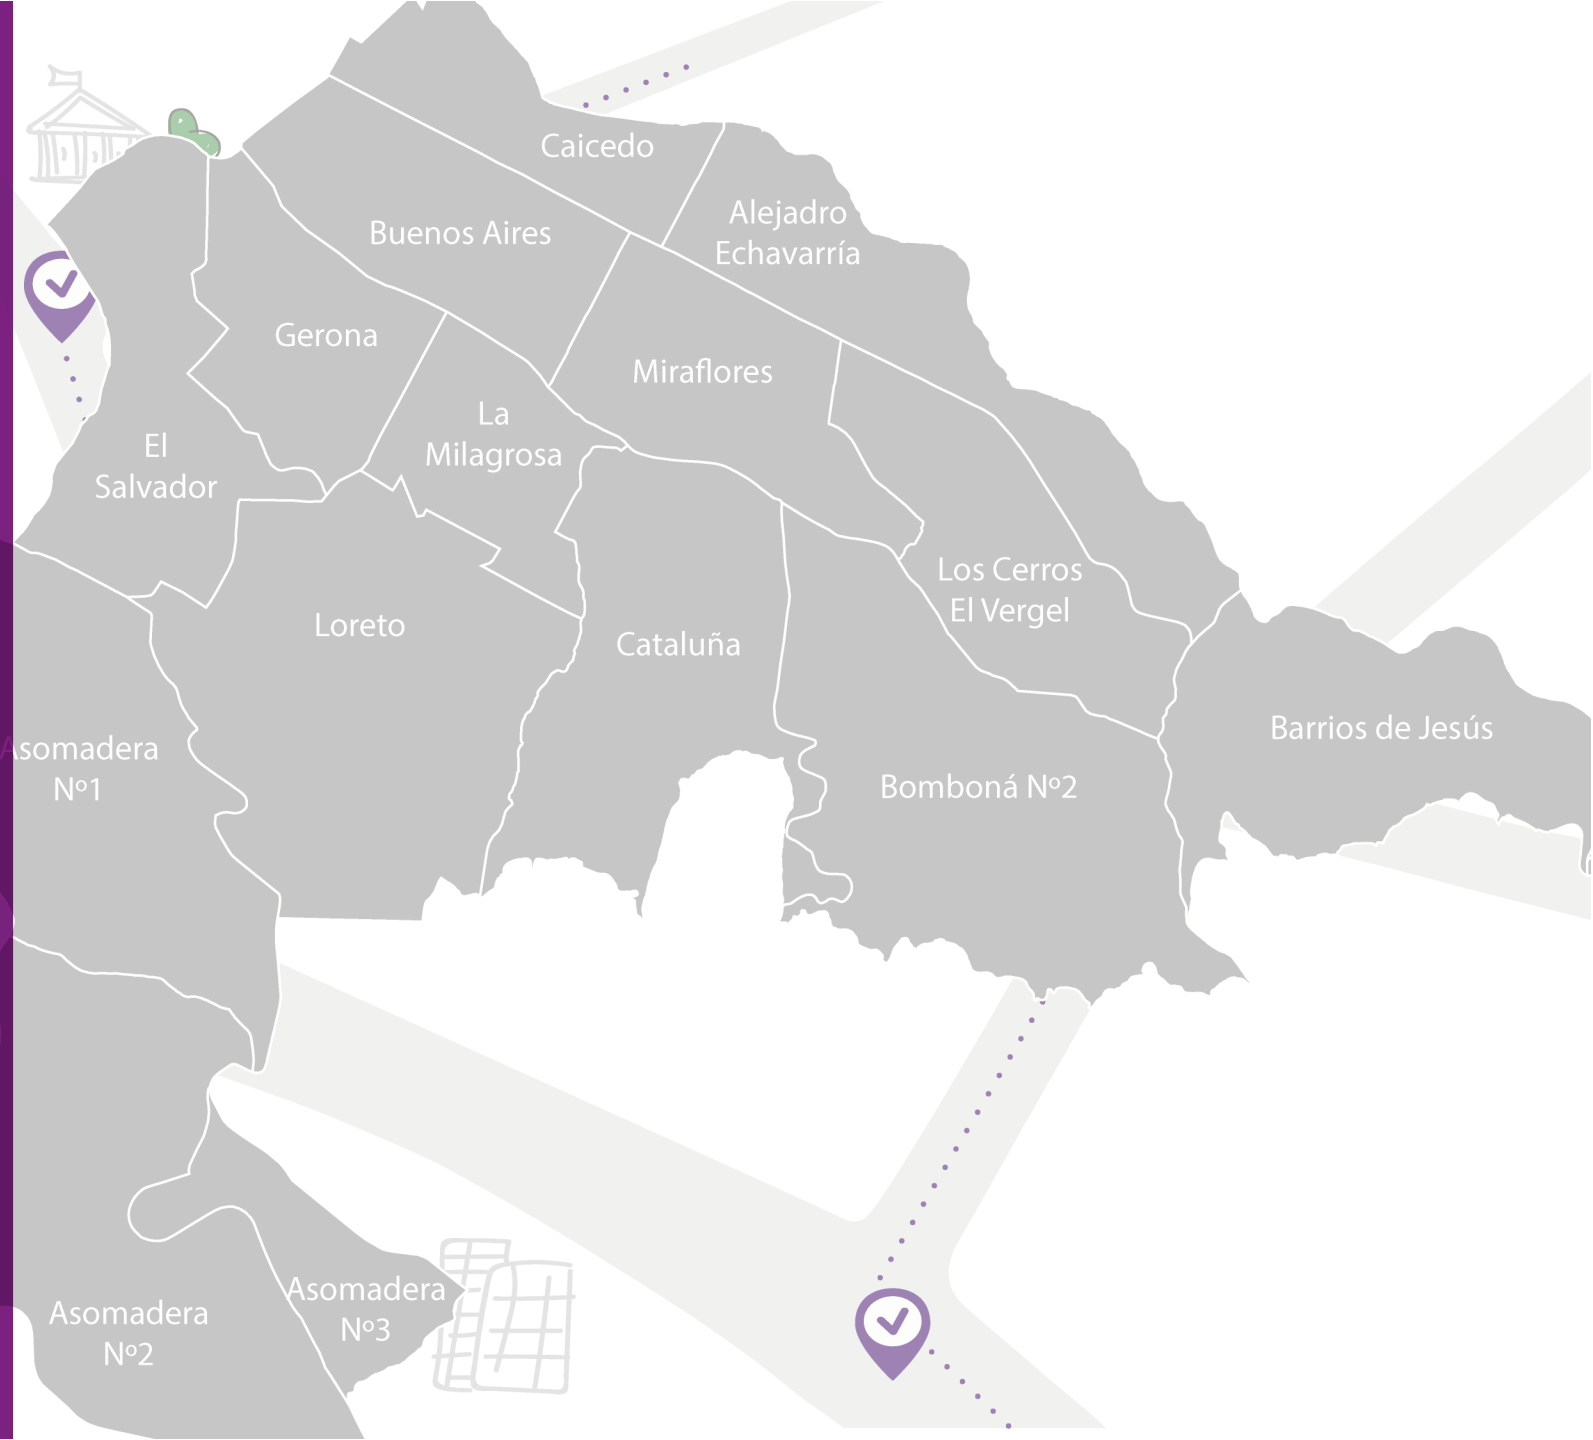 Caicedo
Alejadro
Echavarría
Buenos Aires
Gerona
Miraflores
La
Milagrosa
El
Salvador
Los Cerros
El Vergel
Loreto
Cataluña
Barrios de Jesús
Asomadera
Nº1
Bomboná Nº2
Asomadera
Nº3
Asomadera
Nº2